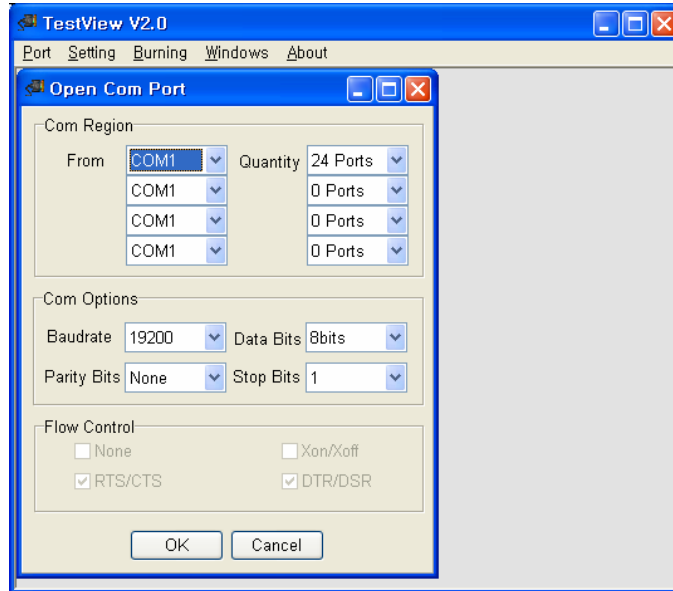 TestView V2.0
Port Setting Burning Windows About
Open Com Port
Com Region
From COM1 Quantity 24 Ports
COM1 0 Ports
COM1 0 Ports
COM1 0 Ports
Com Options
Baudrate 19200 Data Bits 8bits
Parity Bits None Stop Bits 1
Flow Control
None Xon/Xoff
RTS/CTS DTR/DSR
OK Cancel